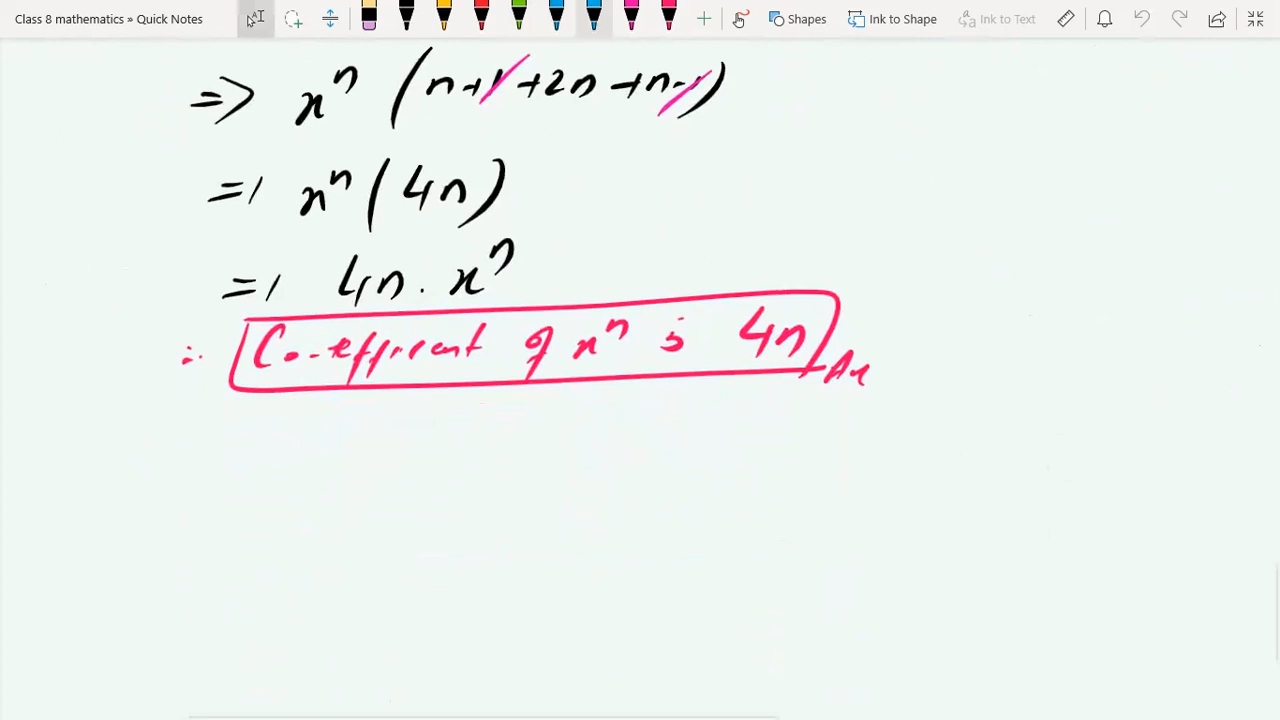 Class 8 mathematics » Quick Notes
Shapes Ink to Shape Ink to Text
=> xⁿ (n+1+2n+n-1)
=> xⁿ (4n)
=> 4n . xⁿ
∴ Co-efficient of xⁿ is 4n